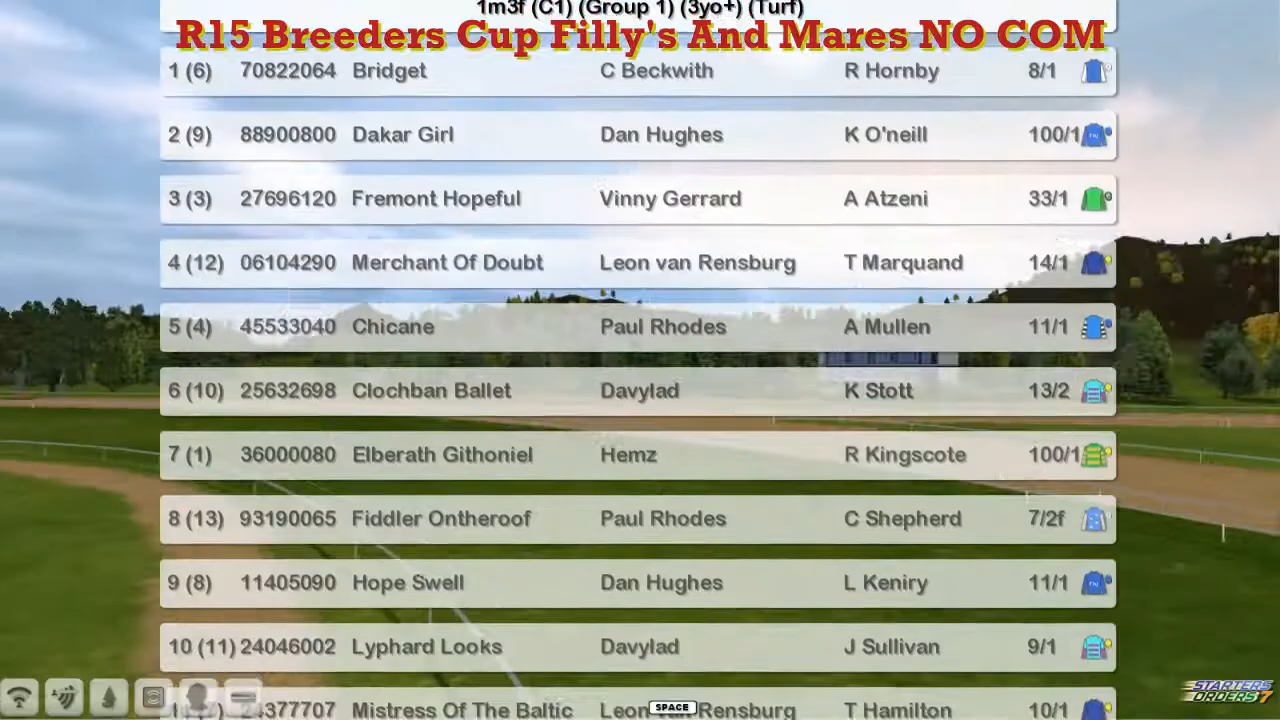 1m3f (C1) (Group 1) (3yo+) (Turf)
R15 Breeders Cup Filly's And Mares NO COM
1 (6) 70822064 Bridget C Beckwith R Hornby 8/1
2 (9) 88900800 Dakar Girl Dan Hughes K O'neill 100/1
3 (3) 27696120 Fremont Hopeful Vinny Gerrard A Atzeni 33/1
4 (12) 06104290 Merchant Of Doubt Leon van Rensburg T Marquand 14/1
5 (4) 45533040 Chicane Paul Rhodes A Mullen 11/1
6 (10) 25632698 Clochban Ballet Davylad K Stott 13/2
7 (1) 36000080 Elberath Githoniel Hemz R Kingscote 100/1
8 (13) 93190065 Fiddler Ontheroof Paul Rhodes C Shepherd 7/2f
9 (8) 11405090 Hope Swell Dan Hughes L Keniry 11/1
10 (11) 24046002 Lyphard Looks Davylad J Sullivan 9/1
Mistress Of The Baltic Leon van Rensburg T Hamilton 10/1
SPACE
STARTERS
ORDERS 7